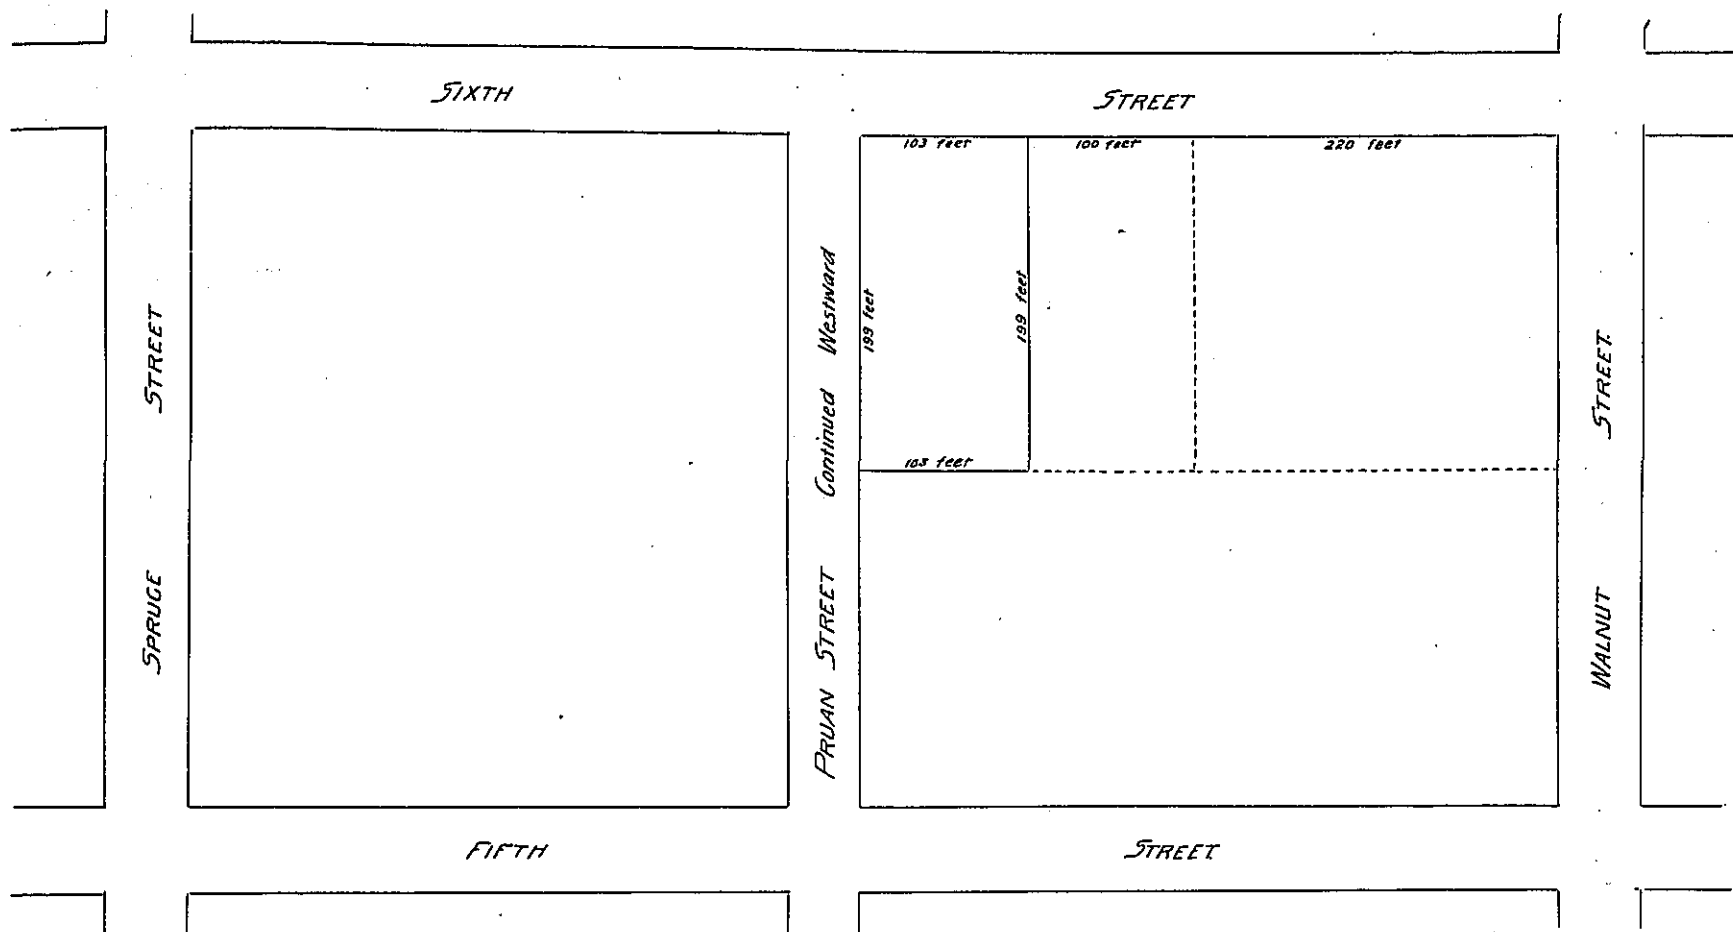 SIXTH STREET
103 feet 100 feet 220 feet
199 feet
199 feet
103 feet
SPRUCE STREET
PRUAN STREET Continued Westward
WALNUT STREET.
FIFTH STREET.